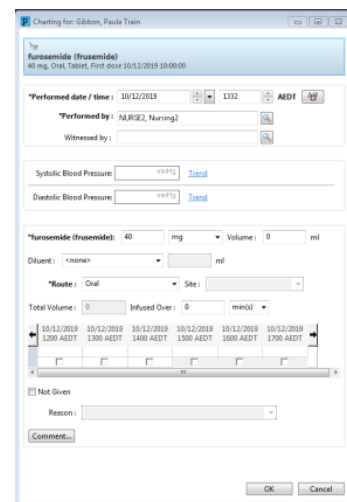 Charting for: Gibbon, Paula Train
furosemide (frusemide)
40 mg, Oral, Tablet, First dose 10/12/2019 10:00:00
*Performed date / time : 10/12/2019 1332 AEDT
*Performed by : NURSE2, Nursing2
Witnessed by :
Systolic Blood Pressure: mmHg Trend
Diastolic Blood Pressure: mmHg Trend
*furosemide (frusemide): 40 mg Volume : 0 ml
Diluent : <none> ml
*Route : Oral Site :
Total Volume : 0 Infused Over : 0 min(s)
10/12/2019 10/12/2019 10/12/2019 10/12/2019 10/12/2019 10/12/2019
1200 AEDT 1300 AEDT 1400 AEDT 1500 AEDT 1600 AEDT 1700 AEDT
Not Given
Reason :
Comment...
OK Cancel